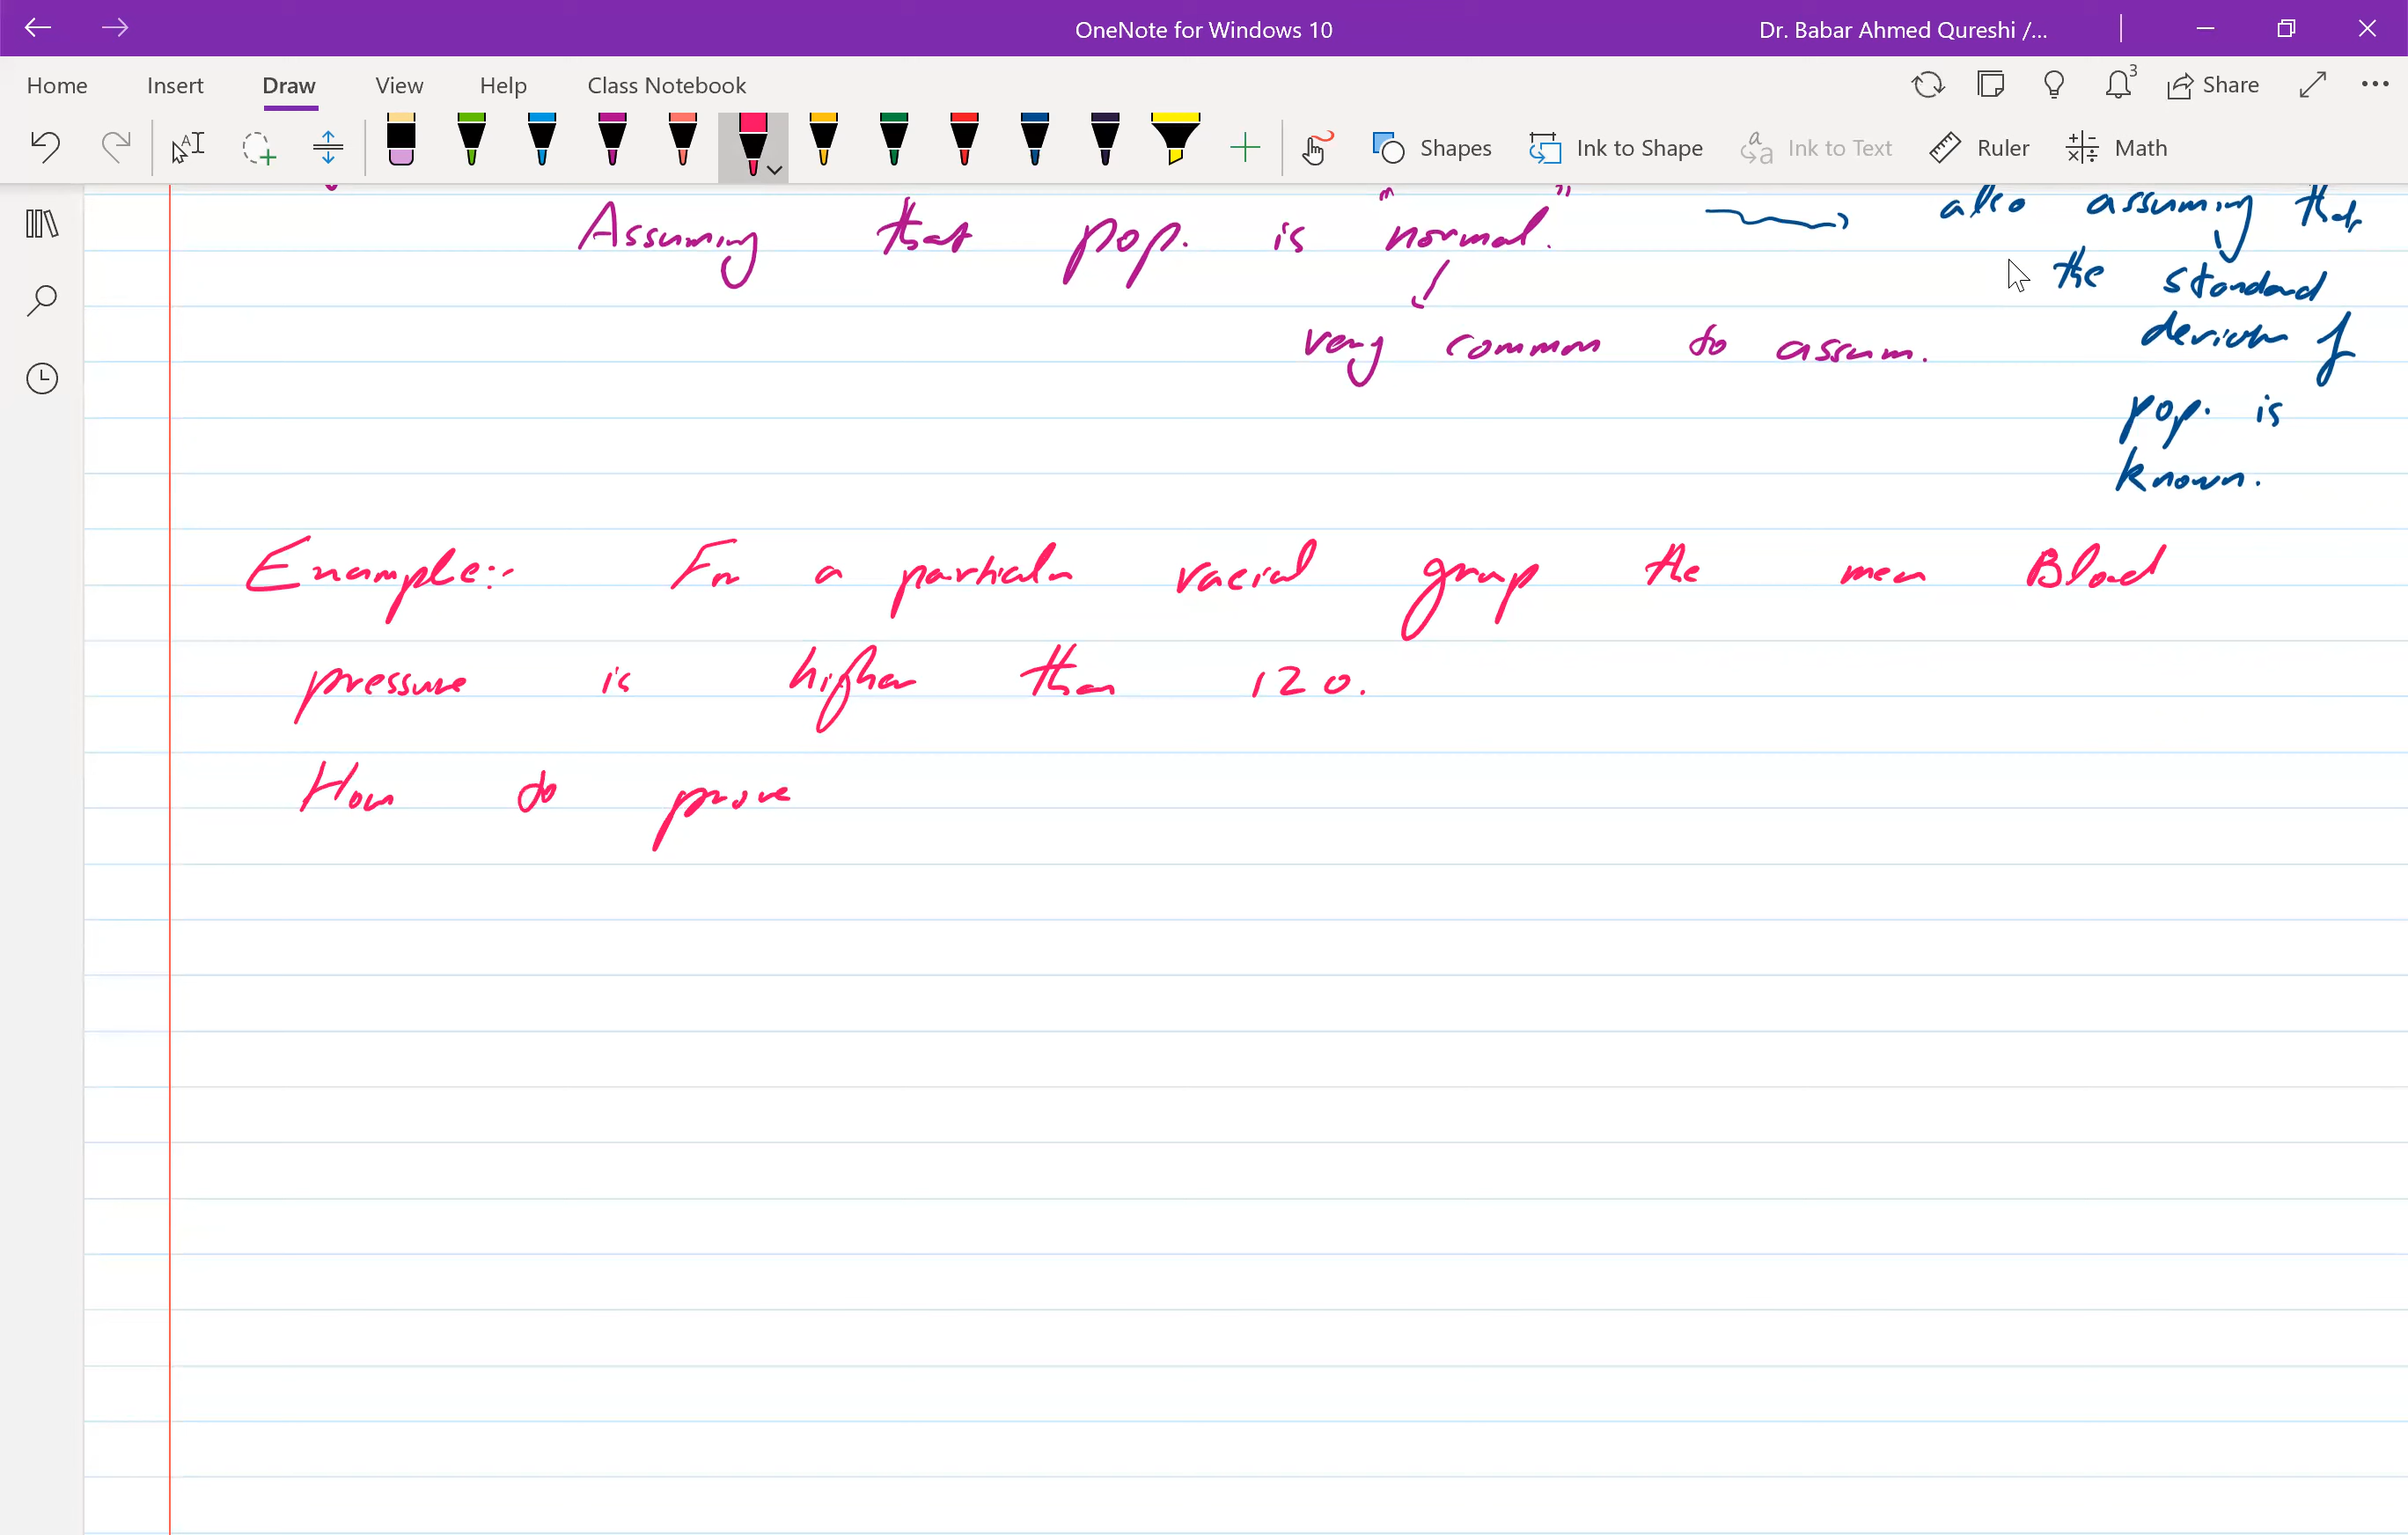 OneNote for Windows 10
Dr. Babar Ahmed Qureshi /...
Home Insert Draw View Help Class Notebook
3 Share
Shapes Ink to Shape Ink to Text Ruler Math
Assuming that pop. is "normal."
also assuming that
the standard
very common to assum.
deviatn of
pop. is
known.
Example:- For a particular racial group the mean Blood
pressure is higher than 120.
How to prove